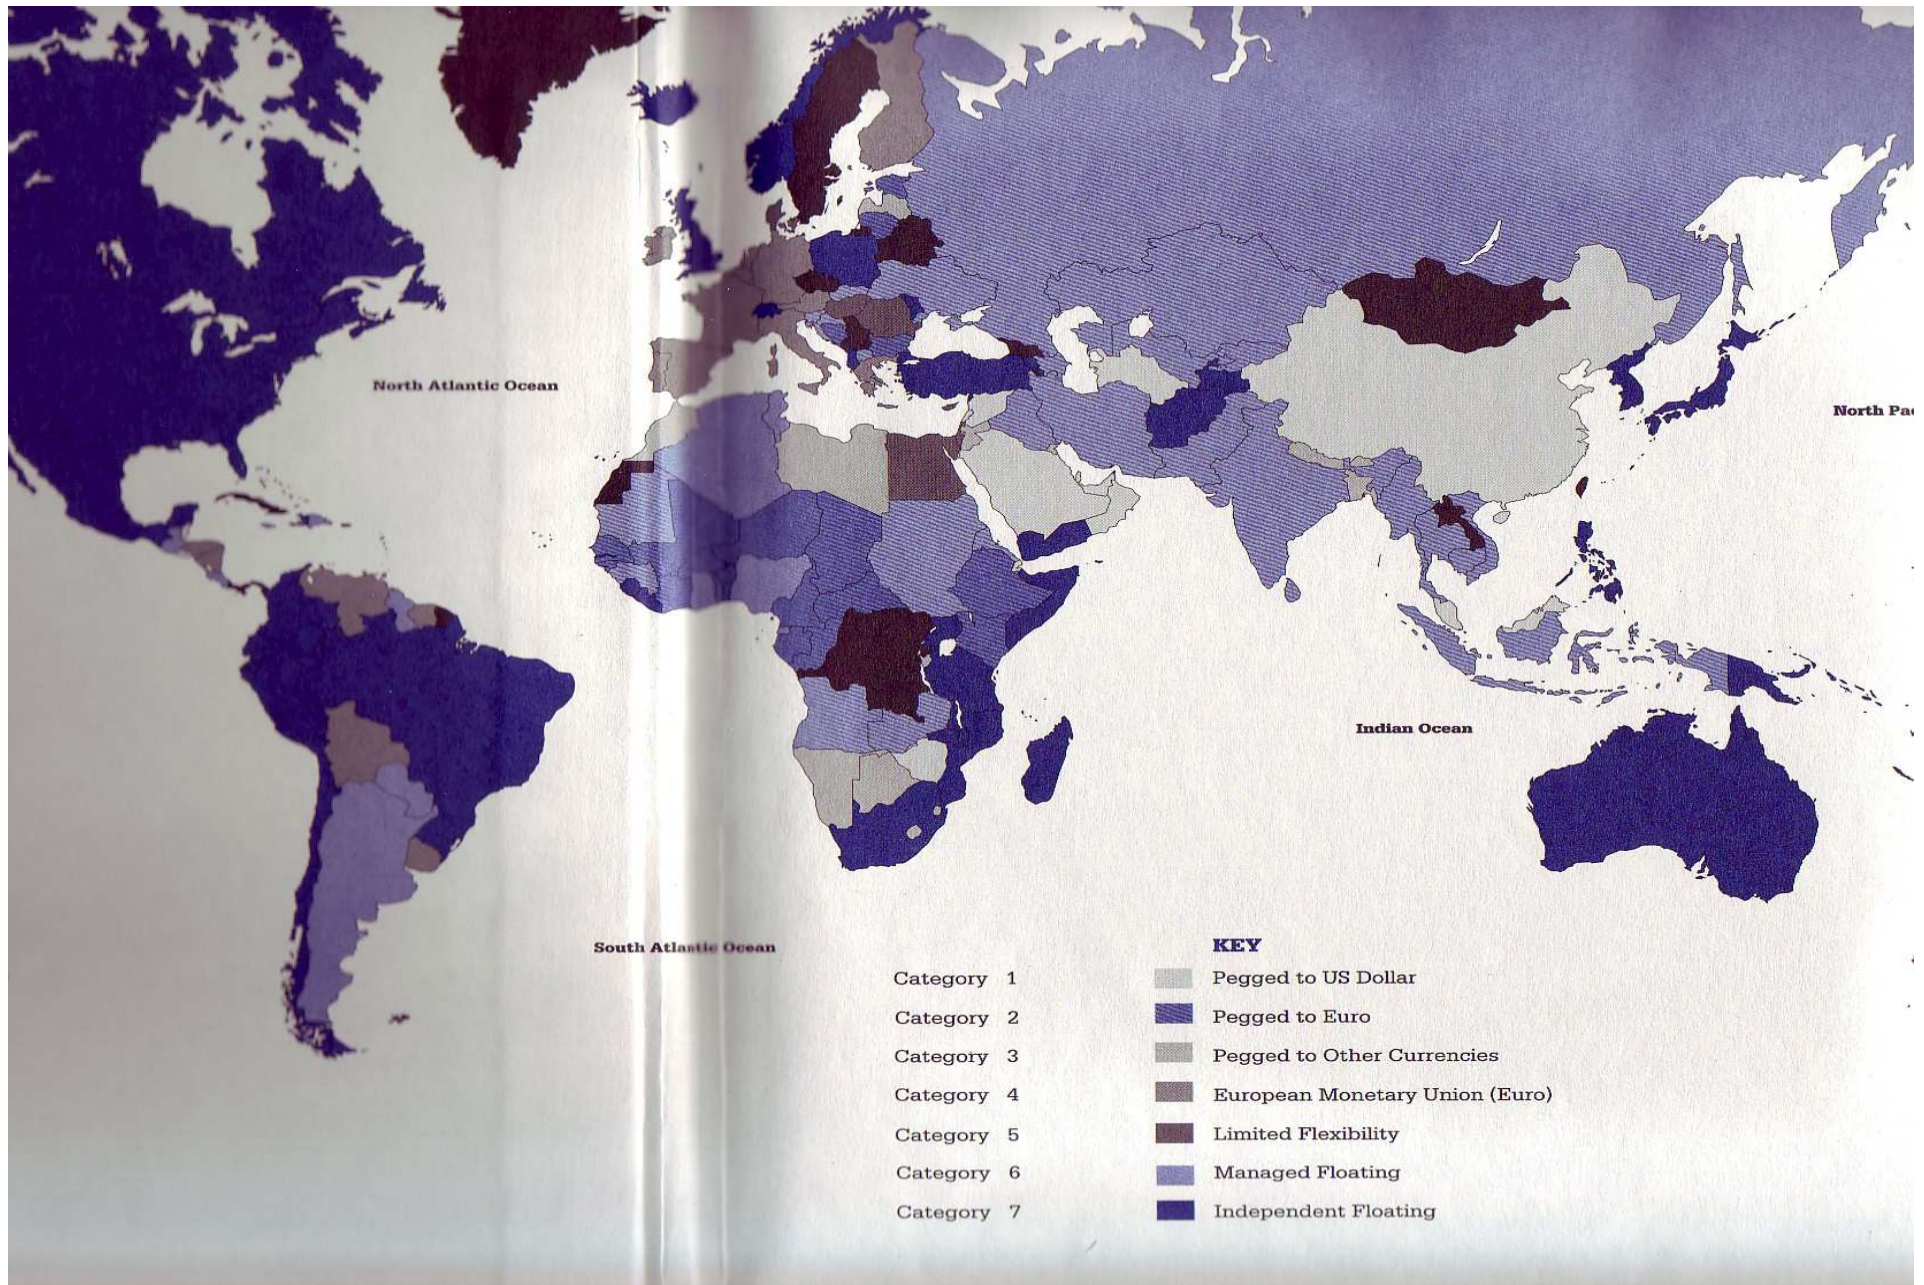 North Atlantic Ocean
North Pa
Indian Ocean
South Atlantic Ocean
KEY
Category 1 Pegged to US Dollar
Category 2 Pegged to Euro
Category 3 Pegged to Other Currencies
Category 4 European Monetary Union (Euro)
Category 5 Limited Flexibility
Category 6 Managed Floating
Category 7 Independent Floating